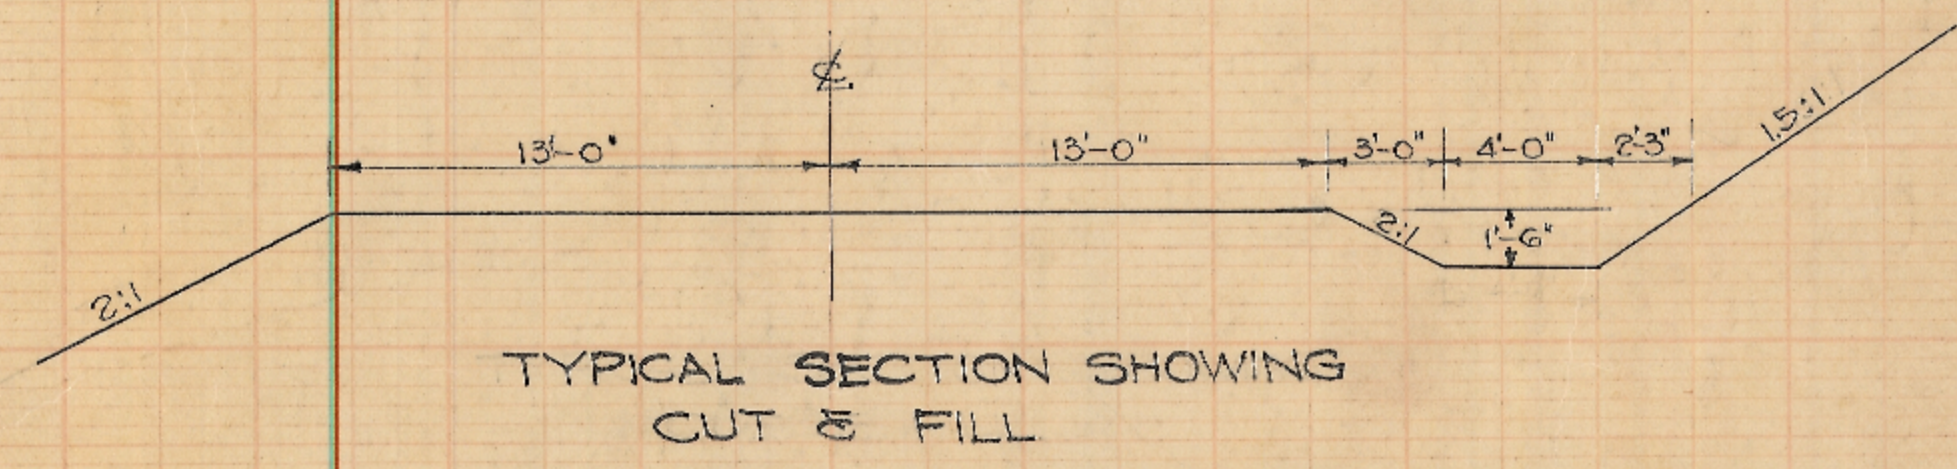 ℄
13'-0" 13'-0" 3'-0" 4'-0" 2'-3"
1.5:1
2:1 1'-6"
2:1
TYPICAL SECTION SHOWING
CUT & FILL